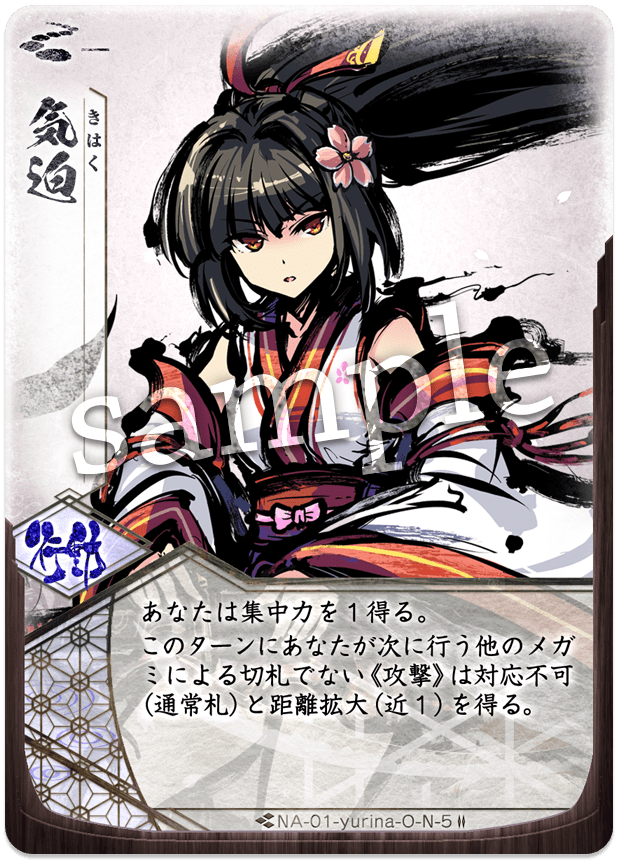 気迫
きはく
sample
行動
あなたは集中力を1得る。
このターンにあなたが次に行う他のメガ
ミによる切札でない《攻撃》は対応不可
(通常札)と距離拡大(近1)を得る。
NA-01-yurina-O-N-5